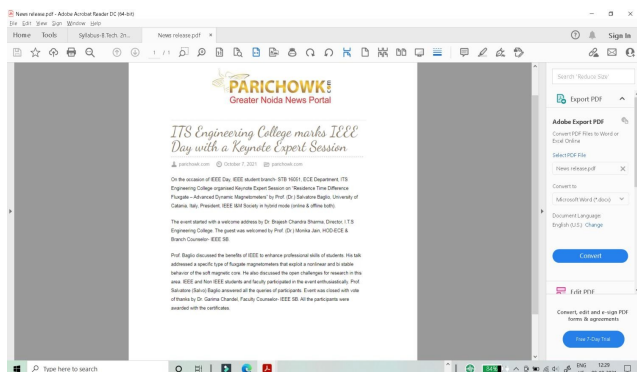 News release.pdf - Adobe Acrobat Reader DC (64-bit)
File Edit View Sign Window Help
Home Tools Syllabus-B.Tech. 2n... News release.pdf × Sign In
1 / 1
PARICHOWK
Greater Noida News Portal
ITS Engineering College marks IEEE
Day with a Keynote Expert Session
parichowk.com October 7, 2021 parichowk.com
On the occasion of IEEE Day, IEEE student branch- STB 16051, ECE Department, ITS
Engineering College organised Keynote Expert Session on "Residence Time Difference
Fluxgate – Advanced Dynamic Magnetometers" by Prof. (Dr.) Salvatore Baglio, University of
Catania, Italy, President, IEEE I&M Society in hybrid mode (online & offline both).
The event started with a welcome address by Dr. Brajesh Chandra Sharma, Director, I.T.S
Engineering College. The guest was welcomed by Prof. (Dr.) Monika Jain, HOD-ECE &
Branch Counselor- IEEE SB.
Prof. Baglio discussed the benefits of IEEE to enhance professional skills of students. His talk
addressed a specific type of fluxgate magnetometers that exploit a nonlinear and bi stable
behavior of the soft magnetic core. He also discussed the open challenges for research in this
area. IEEE and Non IEEE students and faculty participated in the event enthusiastically. Prof.
Salvatore (Salvo) Baglio answered all the queries of participants. Event was closed with vote
of thanks by Dr. Garima Chandel, Faculty Counselor- IEEE SB. All the participants were
awarded with the certificates.
Search 'Reduce Size'
Export PDF
Adobe Export PDF
Convert PDF Files to Word or
Excel Online
Select PDF File
News release.pdf ×
Convert to
Microsoft Word (*.docx)
Document Language:
English (U.S.) Change
Convert
Edit PDF
Convert, edit and e-sign PDF
forms & agreements
Free 7-Day Trial
Type here to search
ENG 12:29